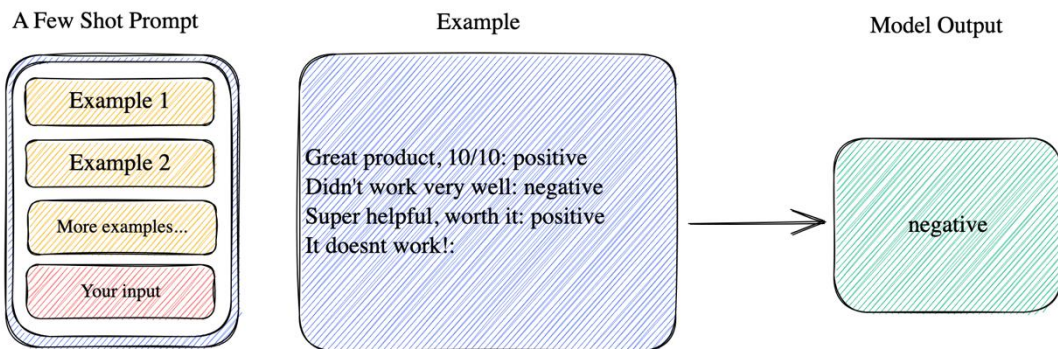 A Few Shot Prompt
Example 1
Example 2
More examples...
Your input
Example
Great product, 10/10: positive
Didn't work very well: negative
Super helpful, worth it: positive
It doesnt work!:
Model Output
negative